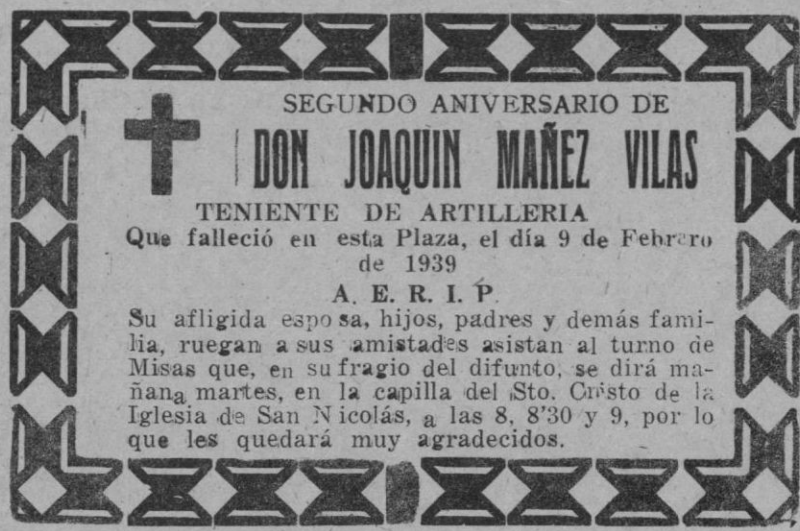 SEGUNDO ANIVERSARIO DE
DON JOAQUIN MAÑEZ VILAS
TENIENTE DE ARTILLERIA
Que falleció en esta Plaza, el día 9 de Febrero
de 1939
A. E. R. I. P.
Su afligida esposa, hijos, padres y demás fami-
lia, ruegan a sus amistades asistan al turno de
Misas que, en sufragio del difunto, se dirá ma-
ñana martes, en la capilla del Sto. Cristo de la
Iglesia de San Nicolás, a las 8, 8'30 y 9, por lo
que les quedará muy agradecidos.